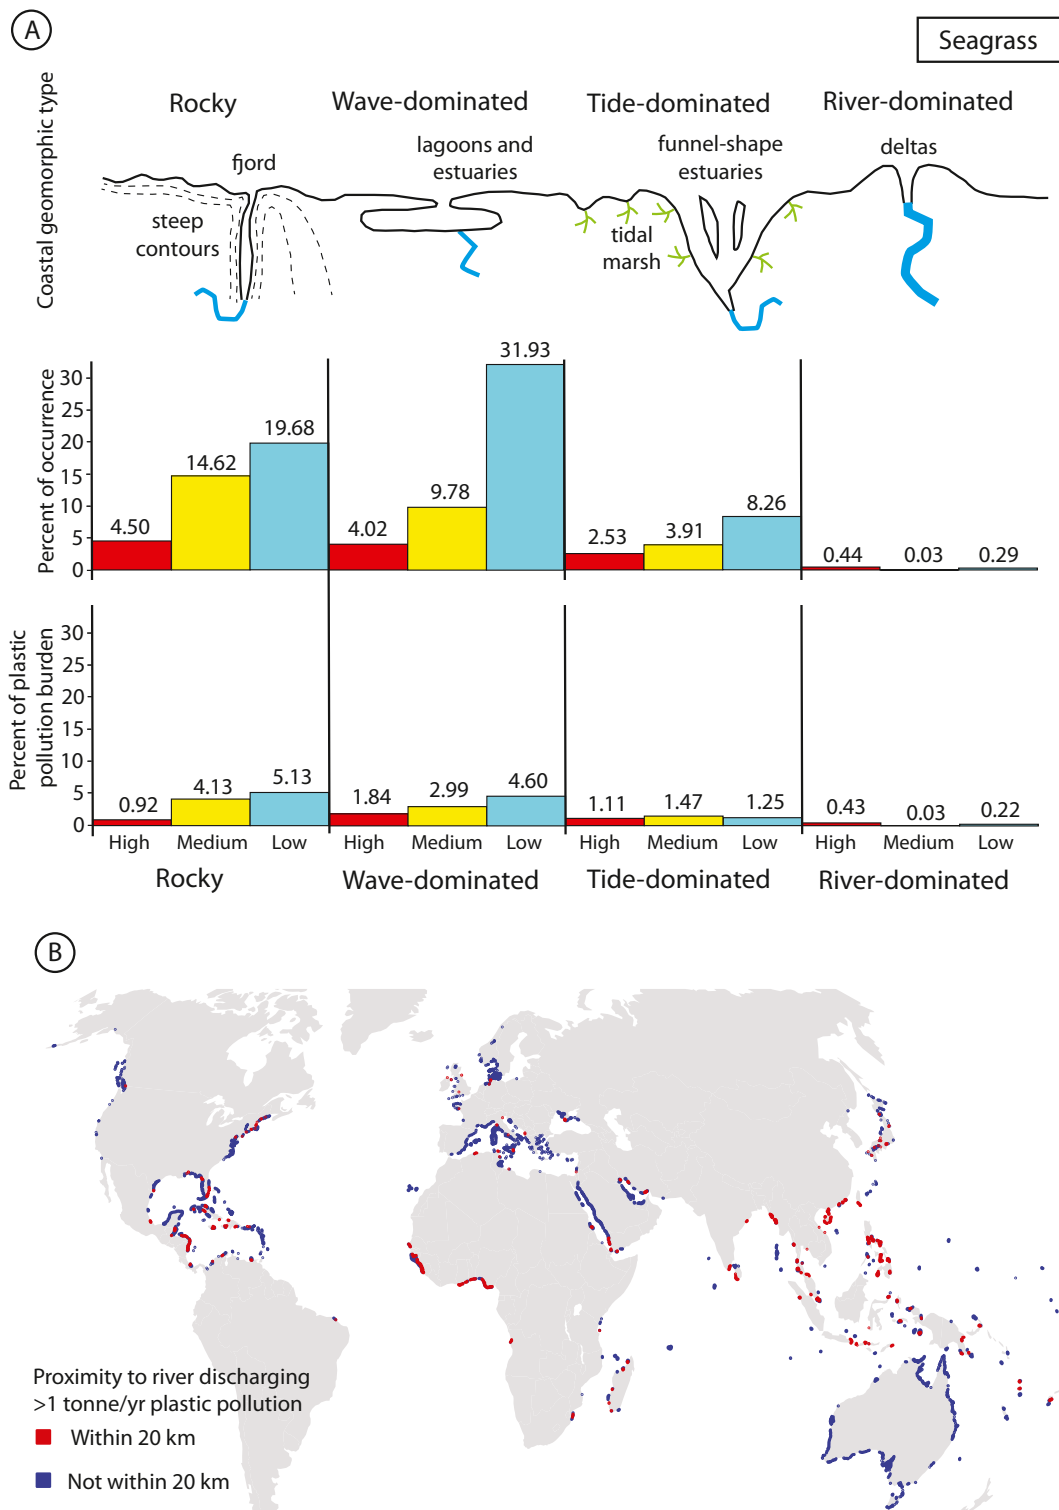 A
Seagrass
Coastal geomorphic type
Rocky
Wave-dominated
Tide-dominated
River-dominated
fjord
lagoons and
estuaries
funnel-shape
estuaries
deltas
steep
contours
tidal
marsh
Percent of occurrence
30
25
20
15
10
5
0
4.50
14.62
19.68
4.02
9.78
31.93
2.53
3.91
8.26
0.44
0.03
0.29
Percent of plastic
pollution burden
30
25
20
15
10
5
0
0.92
4.13
5.13
1.84
2.99
4.60
1.11
1.47
1.25
0.43
0.03
0.22
High Medium Low High Medium Low High Medium Low High Medium Low
Rocky
Wave-dominated
Tide-dominated
River-dominated
B
Proximity to river discharging
>1 tonne/yr plastic pollution
Within 20 km
Not within 20 km